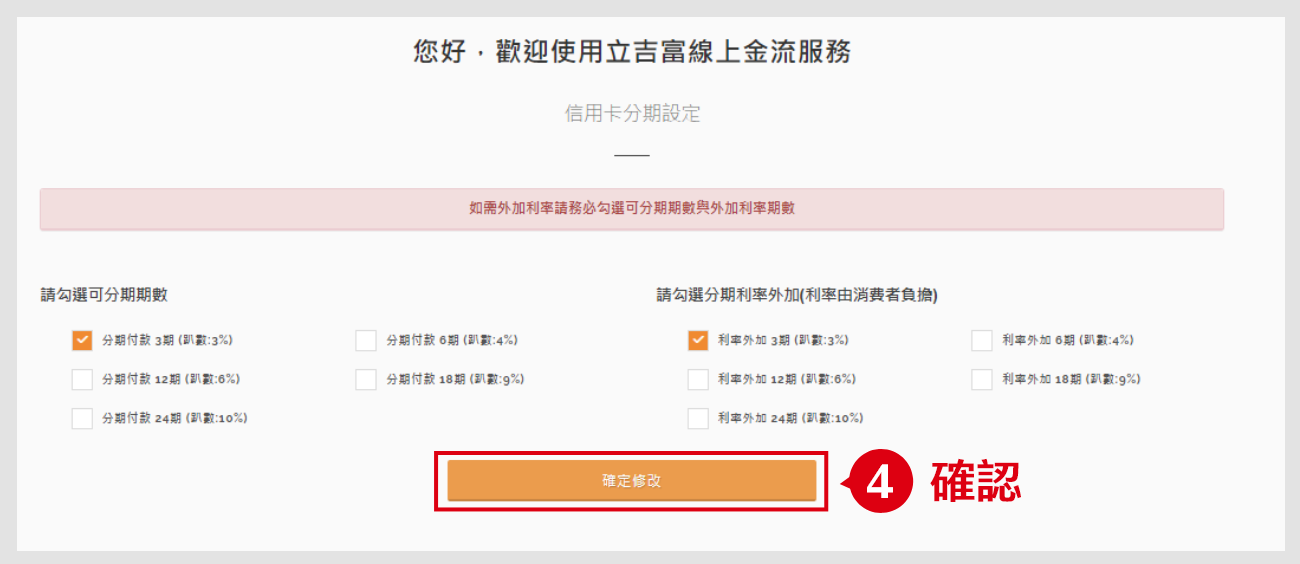 您好，歡迎使用立吉富線上金流服務
信用卡分期設定
如需外加利率請務必勾選可分期期數與外加利率期數
請勾選可分期期數
分期付款 3期 (趴數:3%)
分期付款 6期 (趴數:4%)
分期付款 12期 (趴數:6%)
分期付款 18期 (趴數:9%)
分期付款 24期 (趴數:10%)
請勾選分期利率外加(利率由消費者負擔)
利率外加 3期 (趴數:3%)
利率外加 6期 (趴數:4%)
利率外加 12期 (趴數:6%)
利率外加 18期 (趴數:9%)
利率外加 24期 (趴數:10%)
確定修改
4 確認